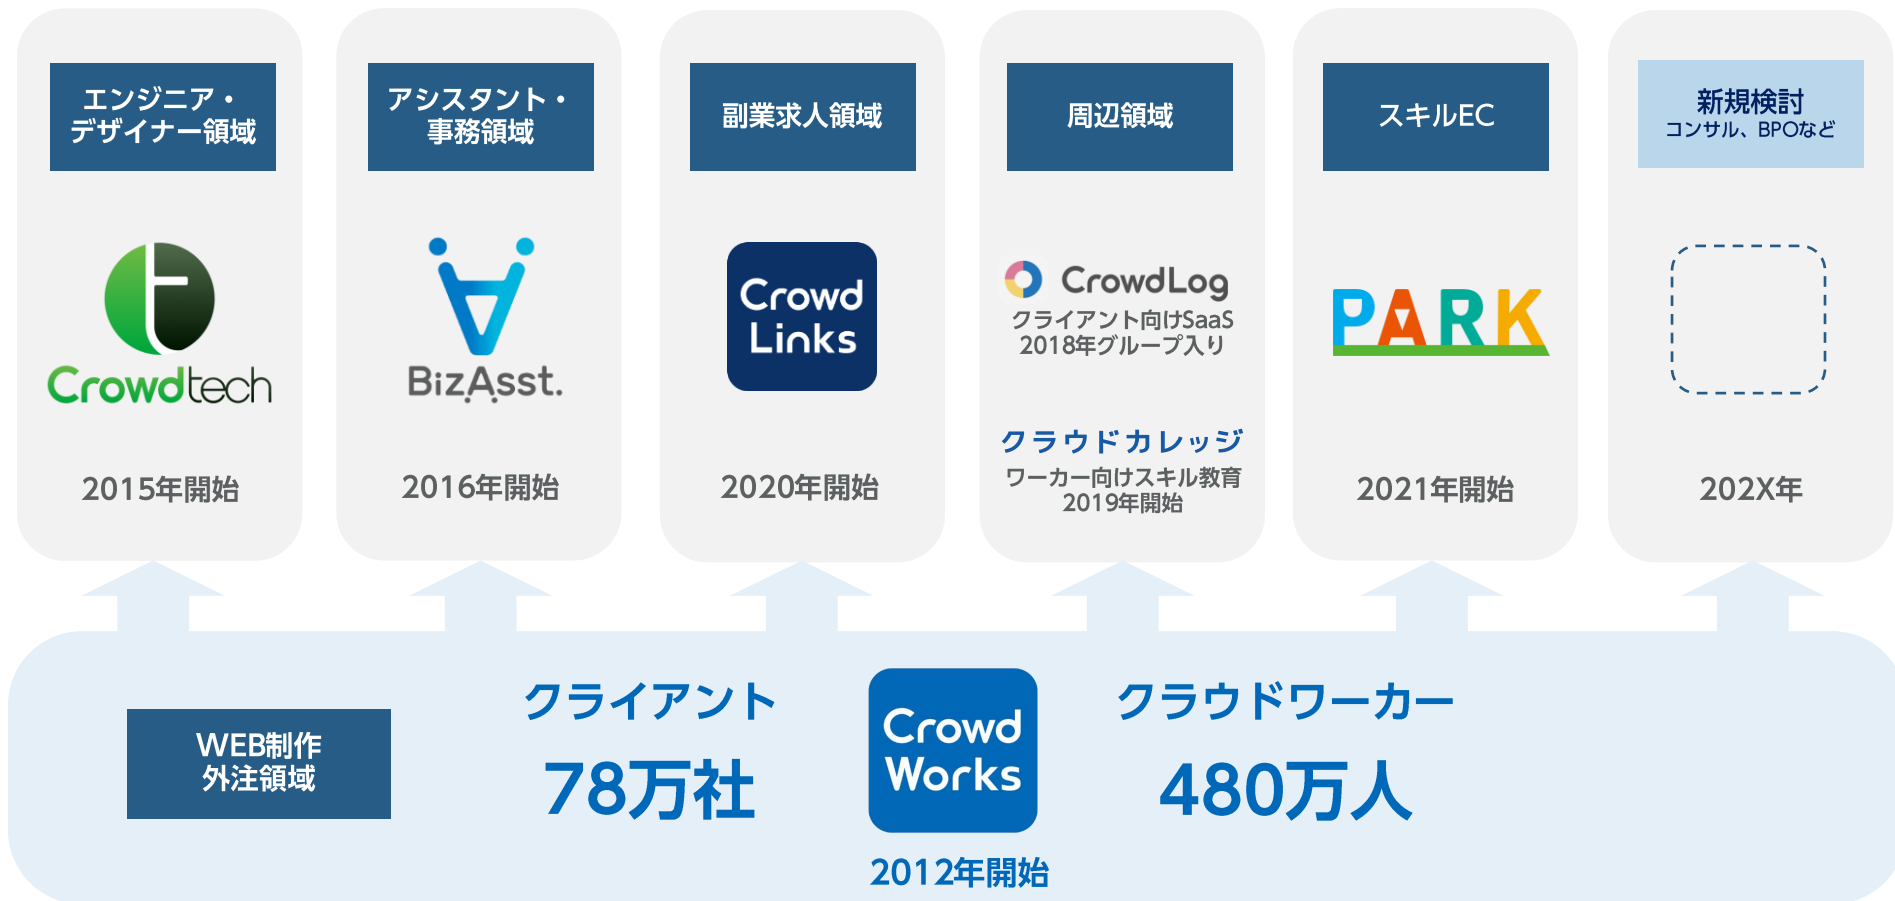 エンジニア・
デザイナー領域
Crowdtech
2015年開始
アシスタント・
事務領域
BizAsst.
2016年開始
副業求人領域
Crowd
Links
2020年開始
周辺領域
CrowdLog
クライアント向けSaaS
2018年グループ入り
クラウドカレッジ
ワーカー向けスキル教育
2019年開始
スキルEC
PARK
2021年開始
新規検討
コンサル、BPOなど
202X年
WEB制作
外注領域
クライアント
78万社
Crowd
Works
2012年開始
クラウドワーカー
480万人